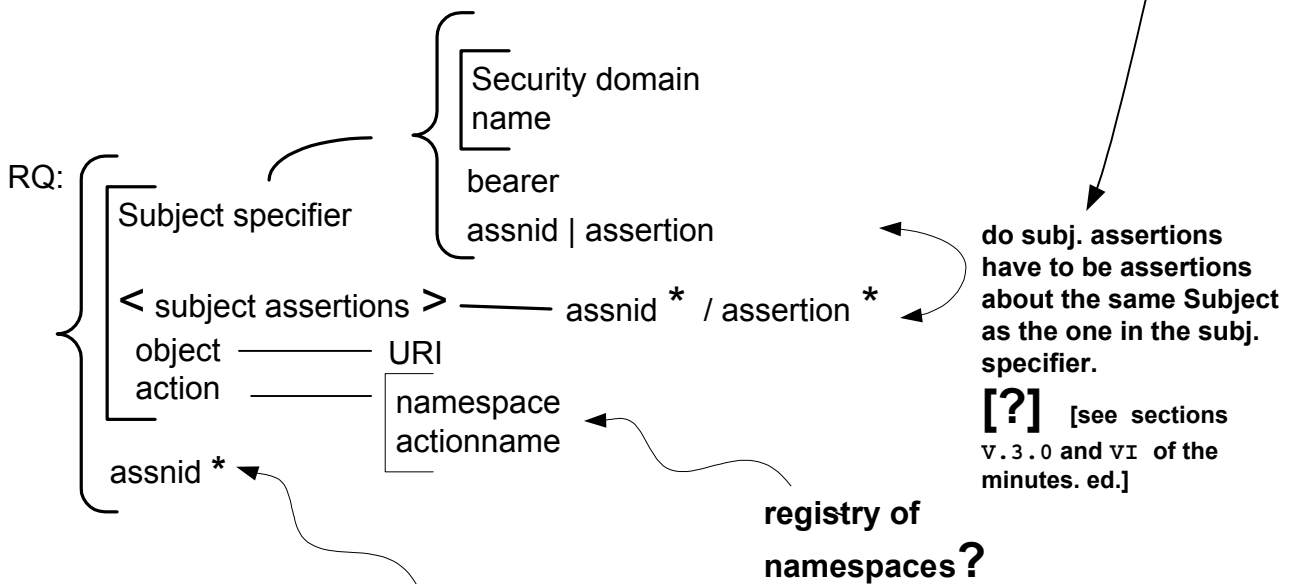 Security domain
name
bearer
assnid | assertion
RQ:
Subject specifier
< subject assertions >
assnid * / assertion *
object
URI
action
namespace
actionname
assnid *
do subj. assertions
have to be assertions
about the same Subject
as the one in the subj.
specifier.
[?] [see sections
V.3.0 and VI of the
minutes. ed.]
registry of
namespaces?